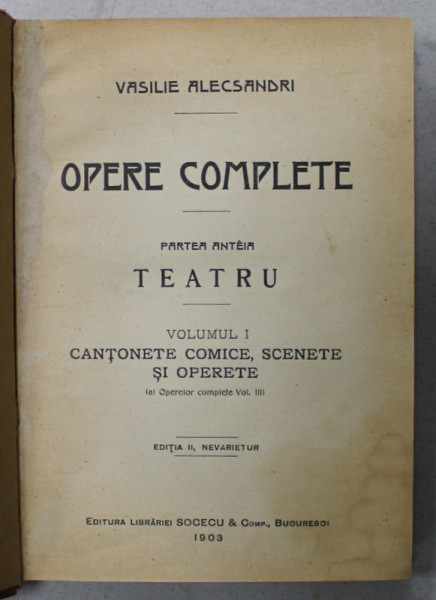 VASILIE ALECSANDRI
OPERE COMPLETE
PARTEA ANTÊIA
TEATRU
VOLUMUL I
CANȚONETE COMICE, SCENETE
ȘI OPERETE
(al Operelor complete Vol. III)
EDIȚIA II, NEVARIETUR
EDITURA LIBRĂRIEI SOCECU & COMP., BUCURESCI
1903